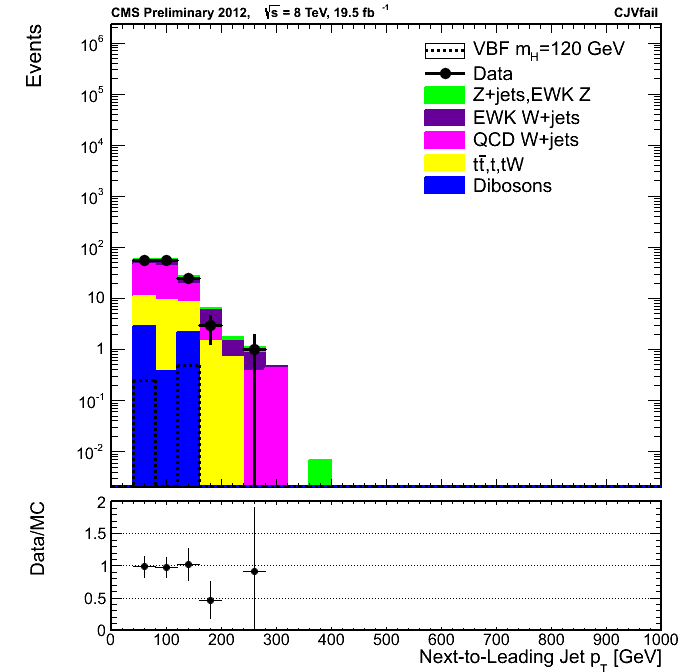 CMS Preliminary 2012, √s = 8 TeV, 19.5 fb⁻¹ CJVfail
Events
10⁶
10⁵
10⁴
10³
10²
10
1
10⁻¹
10⁻²
VBF m_H=120 GeV
Data
Z+jets,EWK Z
EWK W+jets
QCD W+jets
tt̄,t,tW
Dibosons
Data/MC
2
1.5
1
0.5
0
0 100 200 300 400 500 600 700 800 900 1000
Next-to-Leading Jet p_T [GeV]